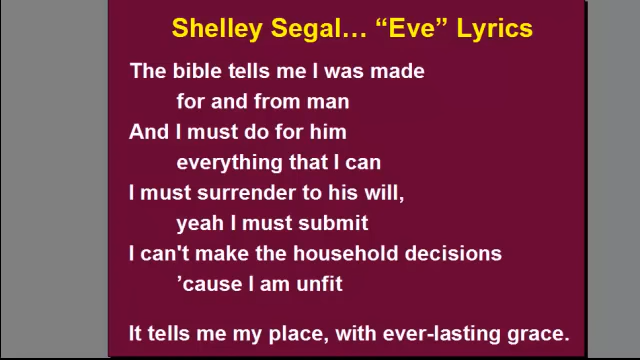 Shelley Segal… “Eve” Lyrics
The bible tells me I was made
for and from man
And I must do for him
everything that I can
I must surrender to his will,
yeah I must submit
I can't make the household decisions
’cause I am unfit
It tells me my place, with ever-lasting grace.